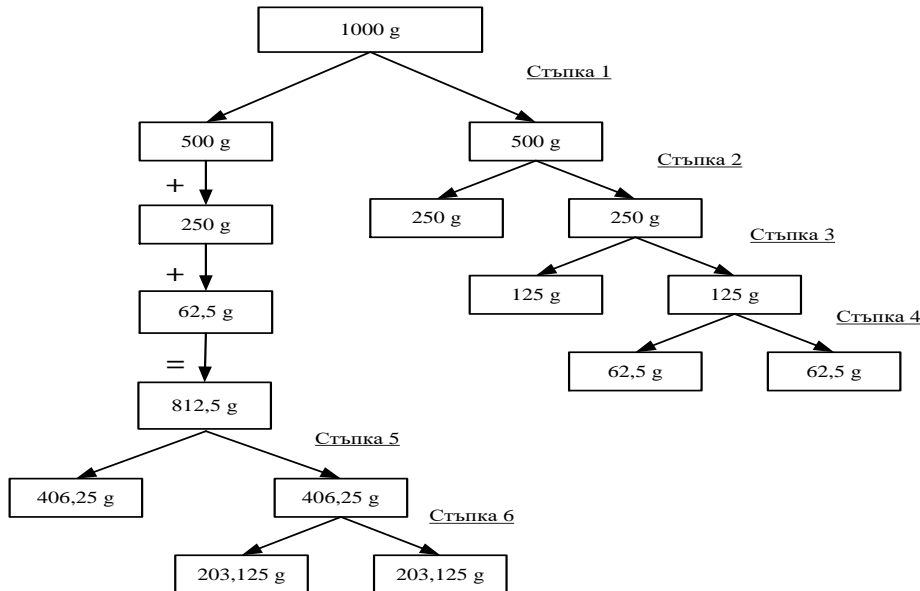 1000 g
Стъпка 1
500 g
500 g
Стъпка 2
+
250 g
250 g
250 g
Стъпка 3
+
125 g
125 g
62,5 g
Стъпка 4
=
62,5 g
62,5 g
812,5 g
Стъпка 5
406,25 g
406,25 g
Стъпка 6
203,125 g
203,125 g